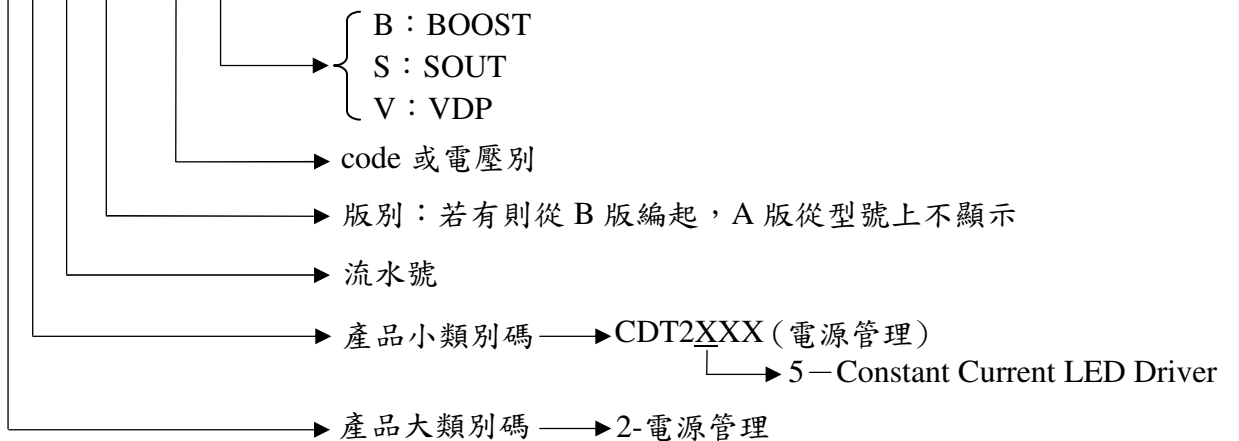 B：BOOST
S：SOUT
V：VDP
code 或電壓別
版別：若有則從 B 版編起，A 版從型號上不顯示
流水號
產品小類別碼 CDT2XXX (電源管理)
5－Constant Current LED Driver
產品大類別碼 2-電源管理